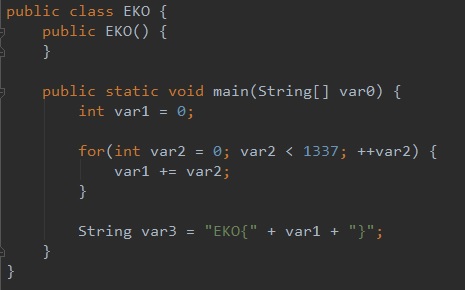 public class EKO {
    public EKO() {
    }

    public static void main(String[] var0) {
        int var1 = 0;

        for(int var2 = 0; var2 < 1337; ++var2) {
            var1 += var2;
        }

        String var3 = "EKO{" + var1 + "}";
    }
}